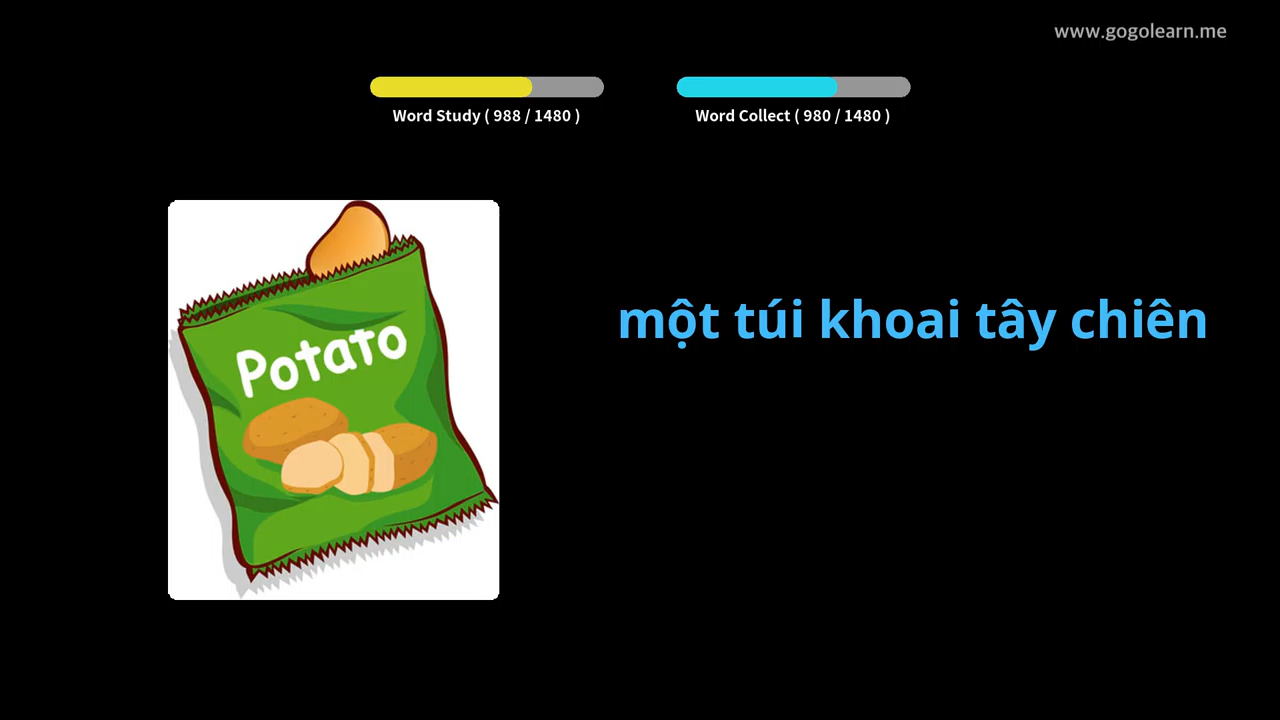 www.gogolearn.me
Word Study ( 988 / 1480 )
Word Collect ( 980 / 1480 )
Potato
một túi khoai tây chiên